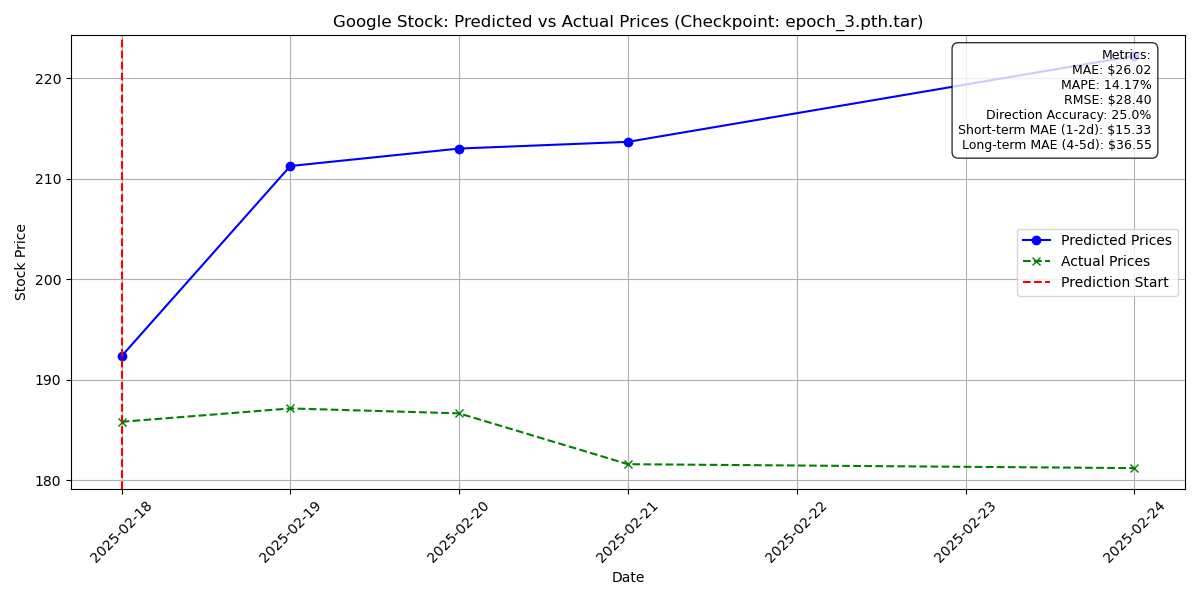 Google Stock: Predicted vs Actual Prices (Checkpoint: epoch_3.pth.tar)
Metrics:
MAE: $26.02
MAPE: 14.17%
RMSE: $28.40
Direction Accuracy: 25.0%
Short-term MAE (1-2d): $15.33
Long-term MAE (4-5d): $36.55
Predicted Prices
Actual Prices
Prediction Start
Stock Price
220
210
200
190
180
2025-02-18
2025-02-19
2025-02-20
2025-02-21
2025-02-22
2025-02-23
2025-02-24
Date